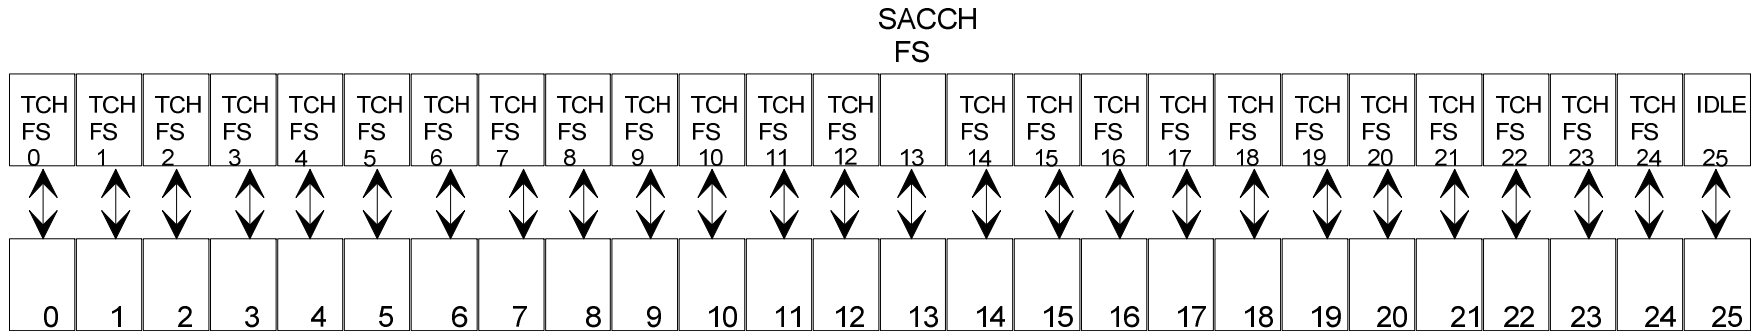 SACCH
FS
TCH TCH TCH TCH TCH TCH TCH TCH TCH TCH TCH TCH TCH TCH TCH TCH TCH TCH TCH TCH TCH TCH TCH TCH IDLE
FS FS FS FS FS FS FS FS FS FS FS FS FS FS FS FS FS FS FS FS FS FS FS FS
0 1 2 3 4 5 6 7 8 9 10 11 12 13 14 15 16 17 18 19 20 21 22 23 24 25
0 1 2 3 4 5 6 7 8 9 10 11 12 13 14 15 16 17 18 19 20 21 22 23 24 25